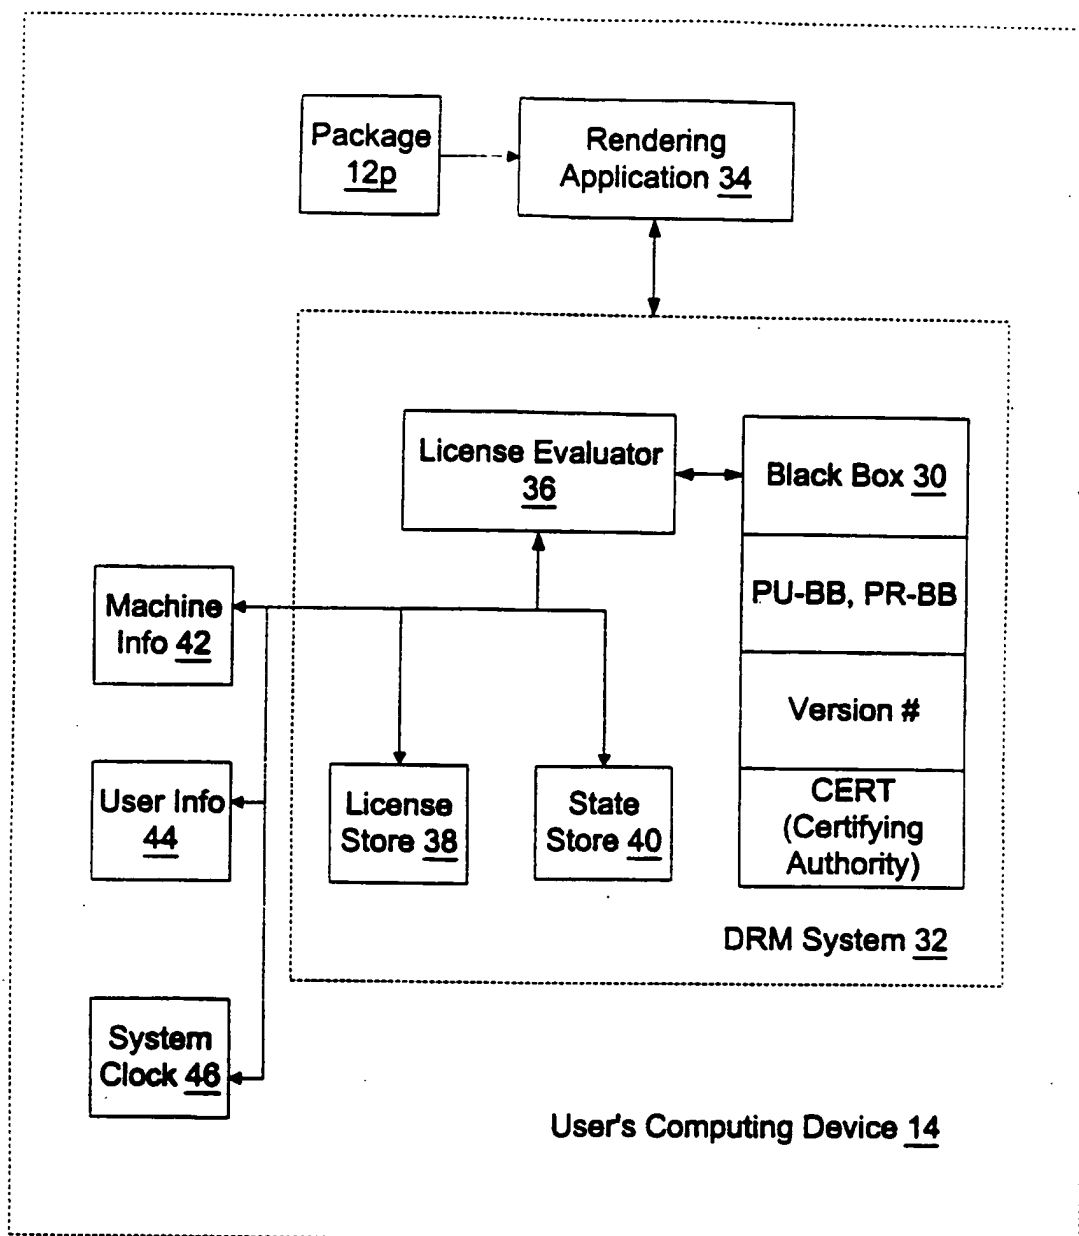 Package
12p
Rendering
Application 34
License Evaluator
36
Black Box 30
PU-BB, PR-BB
Version #
CERT
(Certifying
Authority)
Machine
Info 42
User Info
44
License
Store 38
State
Store 40
DRM System 32
System
Clock 46
User's Computing Device 14